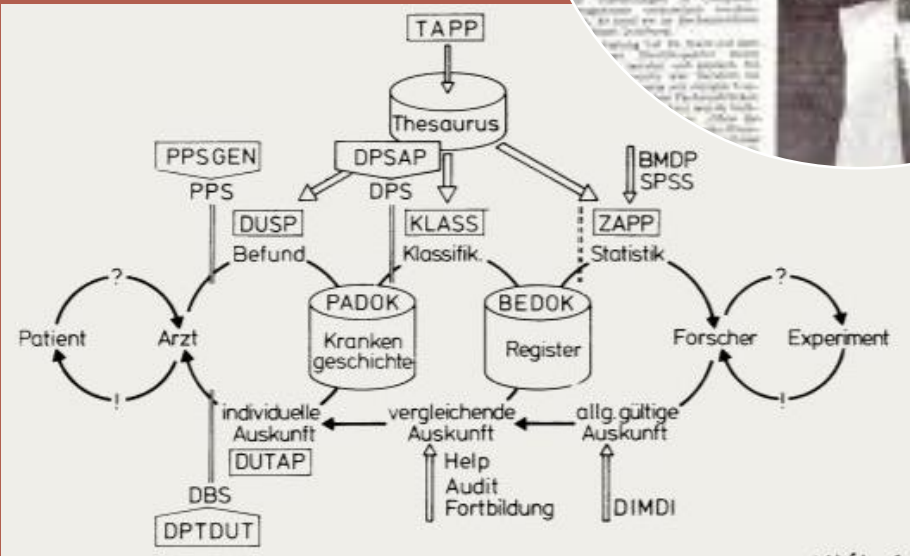 TAPP
Thesaurus
PPSGEN
PPS
DPSAP
DPS
BMDP
SPSS
DUSP
Befund
KLASS
Klassifik.
ZAPP
Statistik
?
?
PADOK
Kranken
geschichte
BEDOK
Register
Patient
Arzt
Forscher
Experiment
!
!
individuelle
Auskunft
DUTAP
vergleichende
Auskunft
allg.gültige
Auskunft
Help
Audit
Fortbildung
DIMDI
DBS
DPTDUT